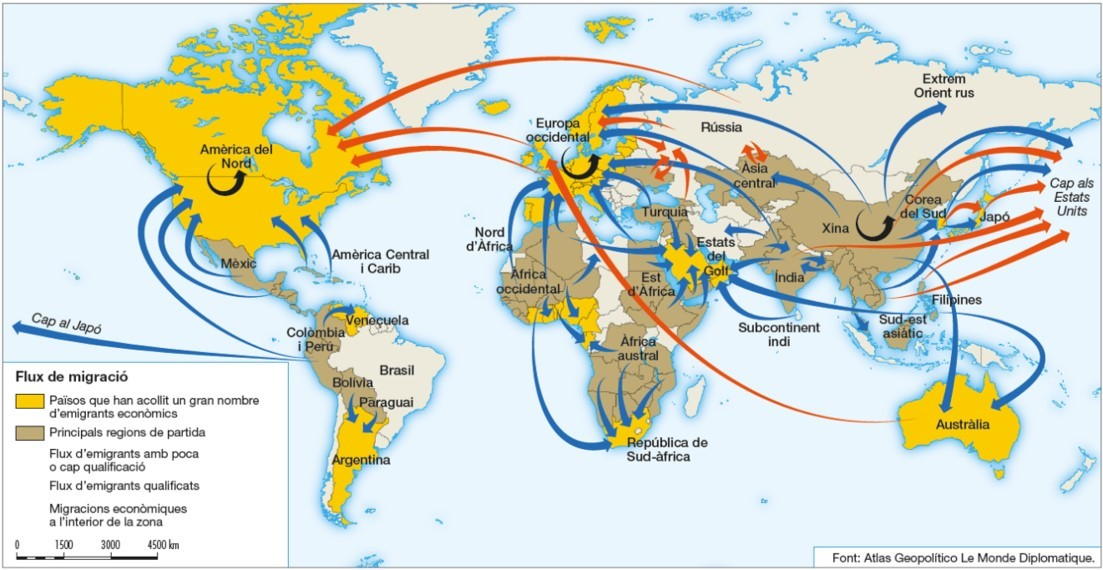 Extrem
Orient rus
Europa
occidental
Rússia
Amèrica del
Nord
Àsia
central
Cap als
Estats
Units
Corea
del Sud
Japó
Turquia
Xina
Nord
d'Àfrica
Estats
del
Golf
Mèxic
Amèrica Central
i Carib
Àfrica
occidental
Est
d'Àfrica
Índia
Filipines
Cap al Japó
Veneçuela
Colòmbia
i Perú
Subcontinent
indi
Sud-est
asiàtic
Àfrica
austral
Brasil
Bolívia
Paraguai
Austràlia
República de
Sud-àfrica
Argentina
Flux de migració
Països que han acollit un gran nombre
d'emigrants econòmics
Principals regions de partida
Flux d'emigrants amb poca
o cap qualificació
Flux d'emigrants qualificats
Migracions econòmiques
a l'interior de la zona
0 1500 3000 4500 km
Font: Atlas Geopolítico Le Monde Diplomatique.